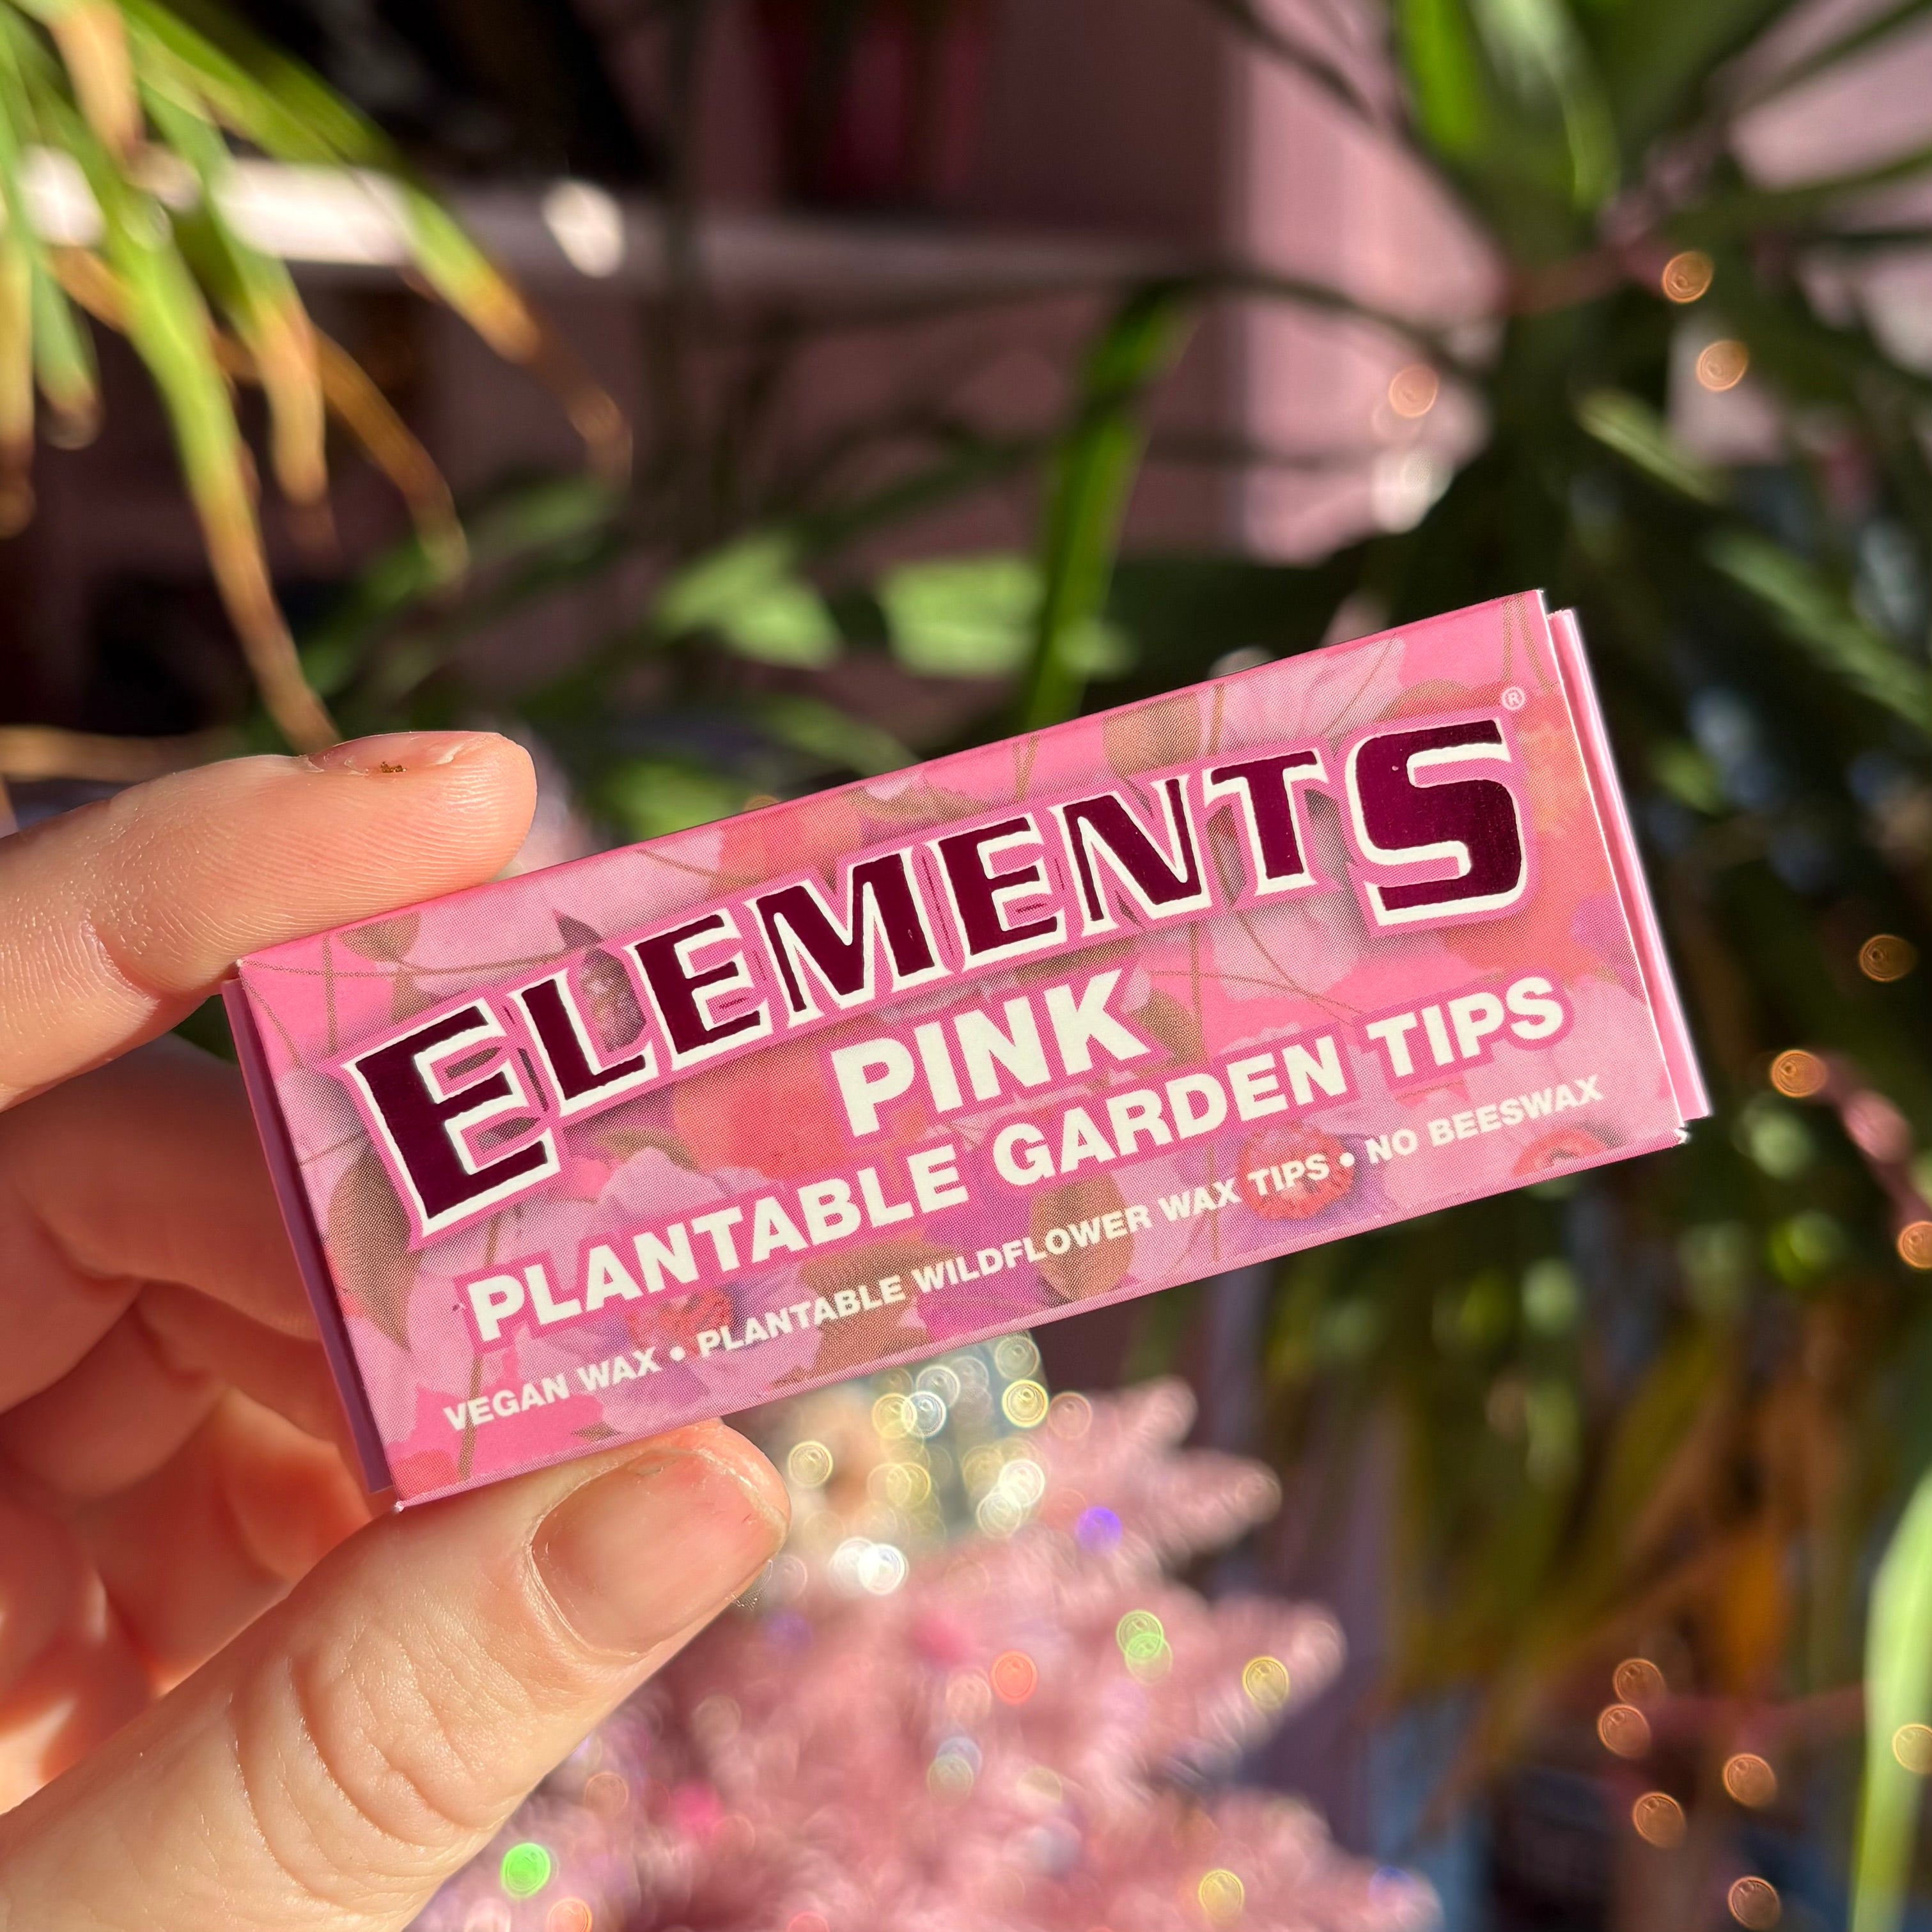 ELEMENTS®
PINK
PLANTABLE GARDEN TIPS
VEGAN WAX • PLANTABLE WILDFLOWER WAX TIPS • NO BEESWAX